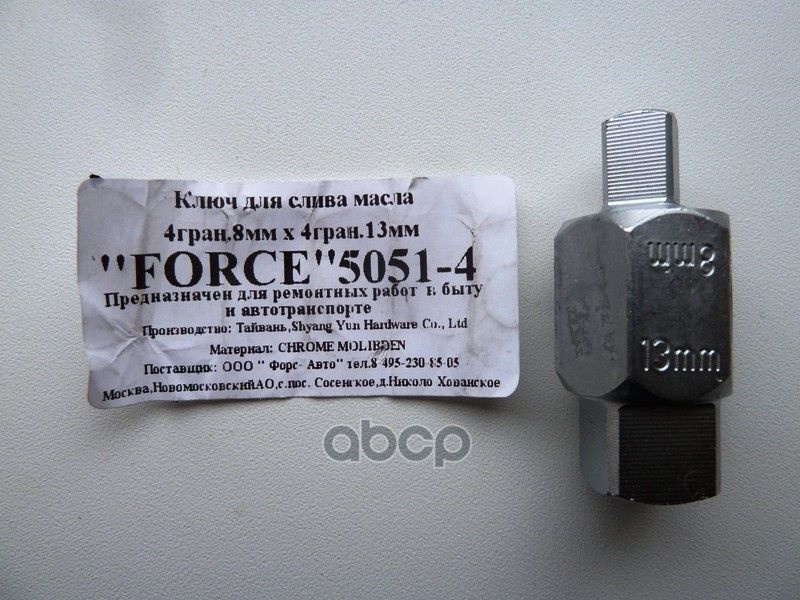 Ключ для слива масла
4гран.8мм х 4гран.13мм
"FORCE"5051-4
Предназначен для ремонтных работ в быту
и автотранспорте
Производство: Тайвань,Shyang Yun Hardware Co., Ltd
Материал: CHROME MOLIBDEN
Поставщик: ООО " Форс- Авто" тел.8-495-230-85-05
Москва,НовомосковскийАО,с.пос. Сосенское,д.Николо Хованское
8mm
13mm
abcp